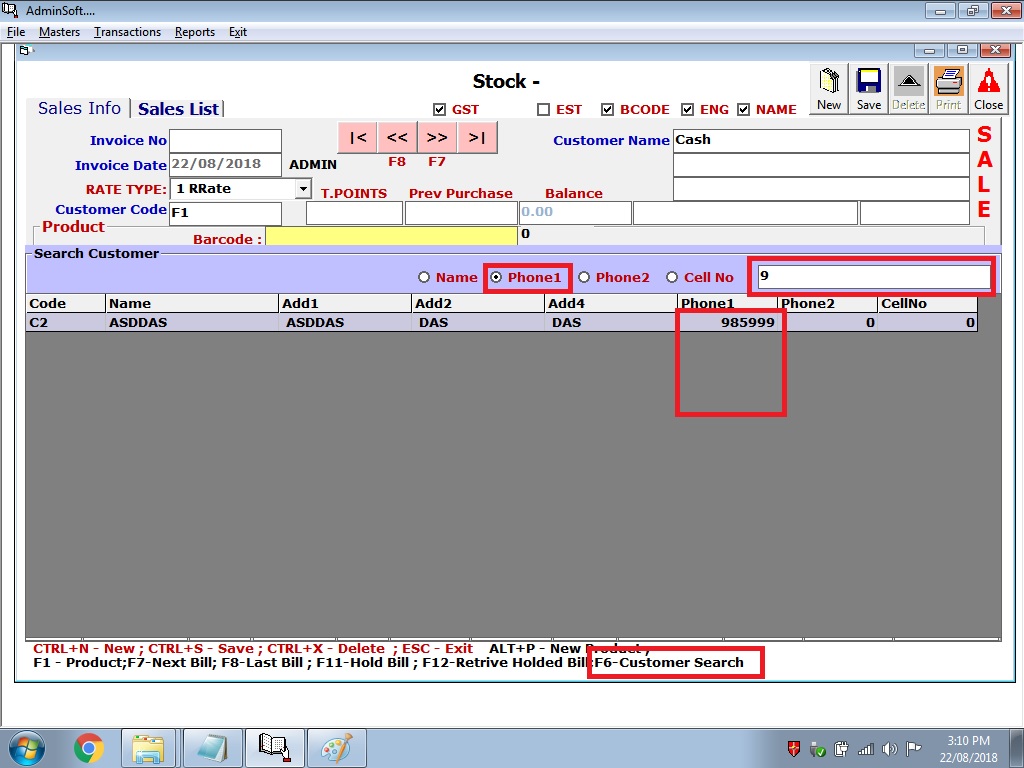 AdminSoft....
File Masters Transactions Reports Exit
Stock -
New Save Delete Print Close
Sales Info Sales List
GST EST BCODE ENG NAME
Invoice No |< << >> >| Customer Name Cash
Invoice Date 22/08/2018 ADMIN F8 F7
RATE TYPE: 1 RRate T.POINTS Prev Purchase Balance
Customer Code F1 0.00
SALE
Product
Barcode : 0
Search Customer
Name Phone1 Phone2 Cell No 9
Code Name Add1 Add2 Add4 Phone1 Phone2 CellNo
C2 ASDDAS ASDDAS DAS DAS 985999 0 0
CTRL+N - New ; CTRL+S - Save ; CTRL+X - Delete ; ESC - Exit ALT+P - New Product ;
F1 - Product;F7-Next Bill; F8-Last Bill ; F11-Hold Bill ; F12-Retrive Holded Bill;F6-Customer Search
3:10 PM
22/08/2018